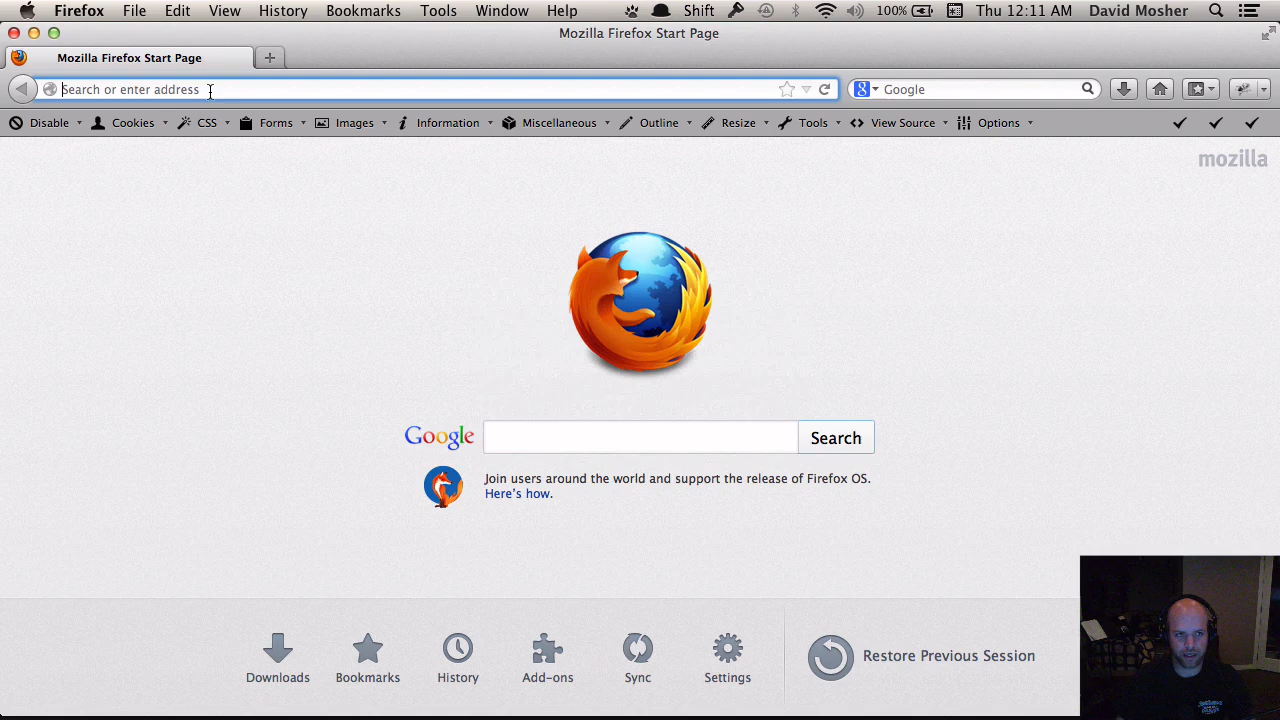 Firefox File Edit View History Bookmarks Tools Window Help Shift 100% Thu 12:11 AM David Mosher
Mozilla Firefox Start Page
Mozilla Firefox Start Page
Search or enter address
Google
Disable Cookies CSS Forms Images Information Miscellaneous Outline Resize Tools View Source Options
mozilla
Google Search
Join users around the world and support the release of Firefox OS.
Here's how.
Downloads Bookmarks History Add-ons Sync Settings Restore Previous Session